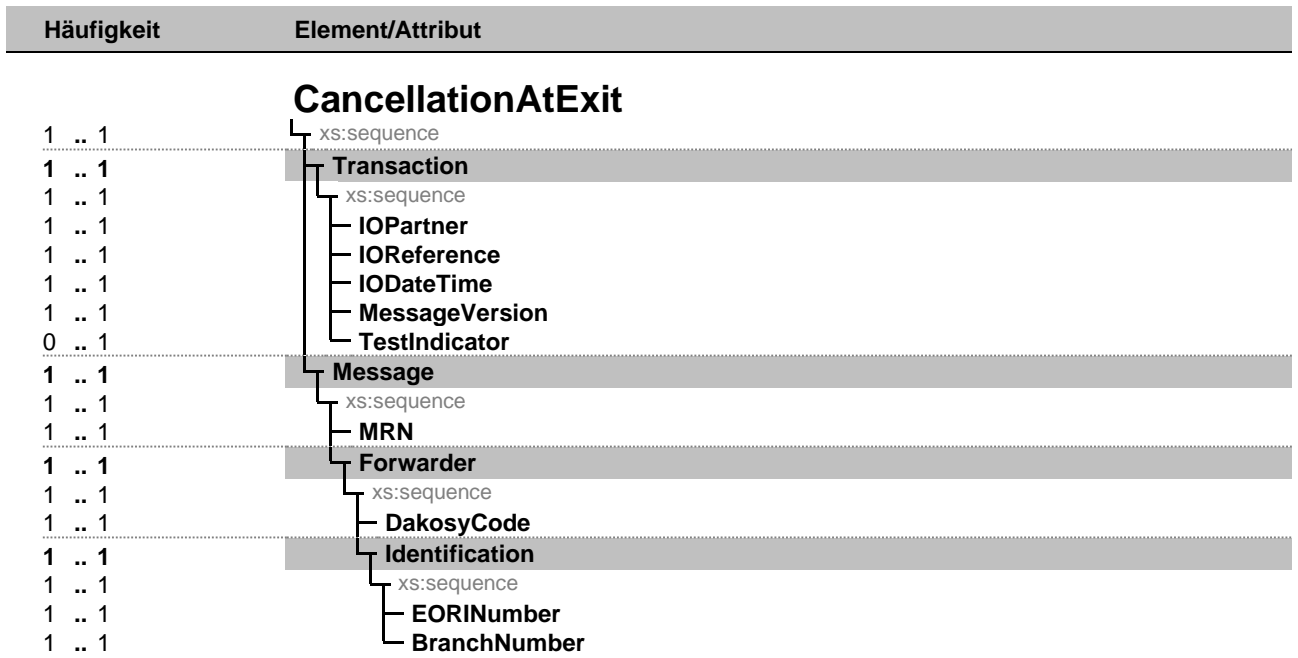 Häufigkeit Element/Attribut
CancellationAtExit
1 .. 1 xs:sequence
1 .. 1 Transaction
1 .. 1 xs:sequence
1 .. 1 IOPartner
1 .. 1 IOReference
1 .. 1 IODateTime
1 .. 1 MessageVersion
0 .. 1 TestIndicator
1 .. 1 Message
1 .. 1 xs:sequence
1 .. 1 MRN
1 .. 1 Forwarder
1 .. 1 xs:sequence
1 .. 1 DakosyCode
1 .. 1 Identification
1 .. 1 xs:sequence
1 .. 1 EORINumber
1 .. 1 BranchNumber